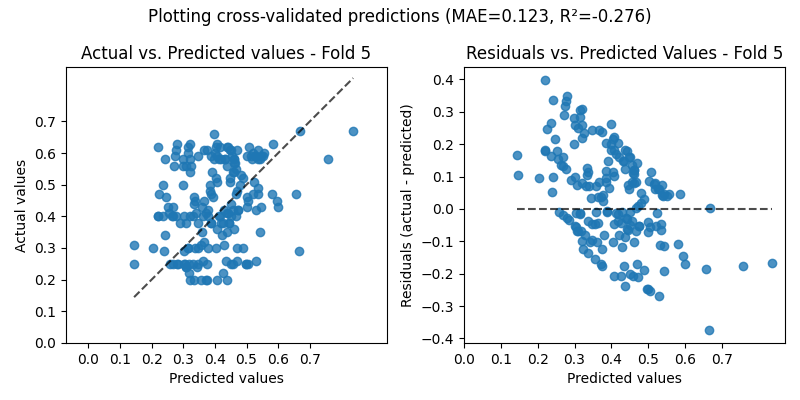 Plotting cross-validated predictions (MAE=0.123, R²=-0.276)
Actual vs. Predicted values - Fold 5
Actual values
0.7
0.6
0.5
0.4
0.3
0.2
0.1
0.0
0.0 0.1 0.2 0.3 0.4 0.5 0.6 0.7
Predicted values
Residuals vs. Predicted Values - Fold 5
Residuals (actual - predicted)
0.4
0.3
0.2
0.1
0.0
−0.1
−0.2
−0.3
−0.4
0.0 0.1 0.2 0.3 0.4 0.5 0.6 0.7
Predicted values